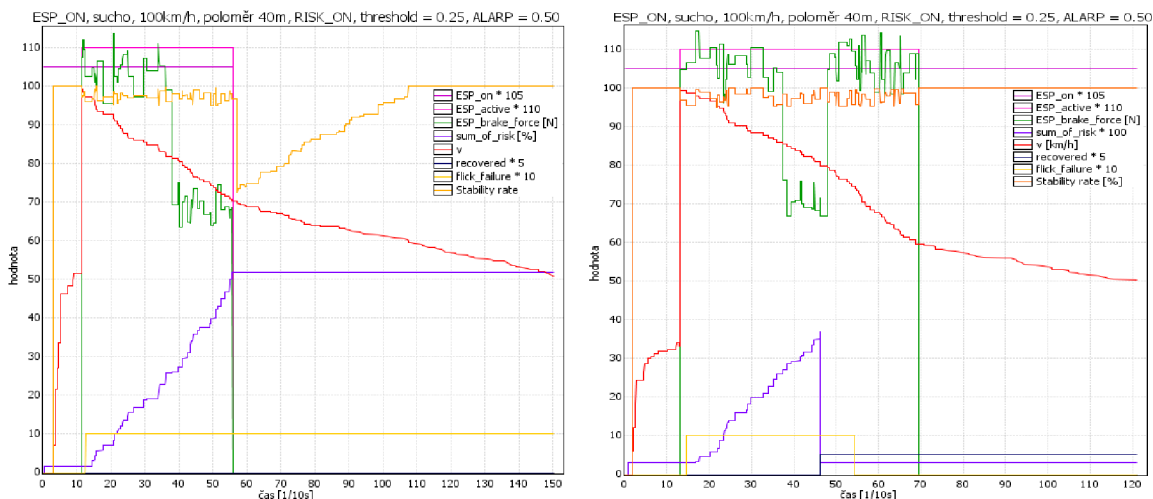 ESP_ON, sucho, 100km/h, poloměr 40m, RISK_ON, threshold = 0.25, ALARP = 0.50
110
100
90
80
70
60
50
40
30
20
10
0
hodnota
ESP_on * 105
ESP_active * 110
ESP_brake_force [N]
sum_of_risk [%]
v
recovered * 5
flick_failure * 10
Stability rate
0 10 20 30 40 50 60 70 80 90 100 110 120 130 140 150
čas [1/10s]
ESP_ON, sucho, 100km/h, poloměr 40m, RISK_ON, threshold = 0.25, ALARP = 0.50
110
100
90
80
70
60
50
40
30
20
10
0
hodnota
ESP_on * 105
ESP_active * 110
ESP_brake_force [N]
sum_of_risk * 100
v [km/h]
recovered * 5
flick_failure * 10
Stability rate [%]
0 10 20 30 40 50 60 70 80 90 100 110 120
čas [1/10s]